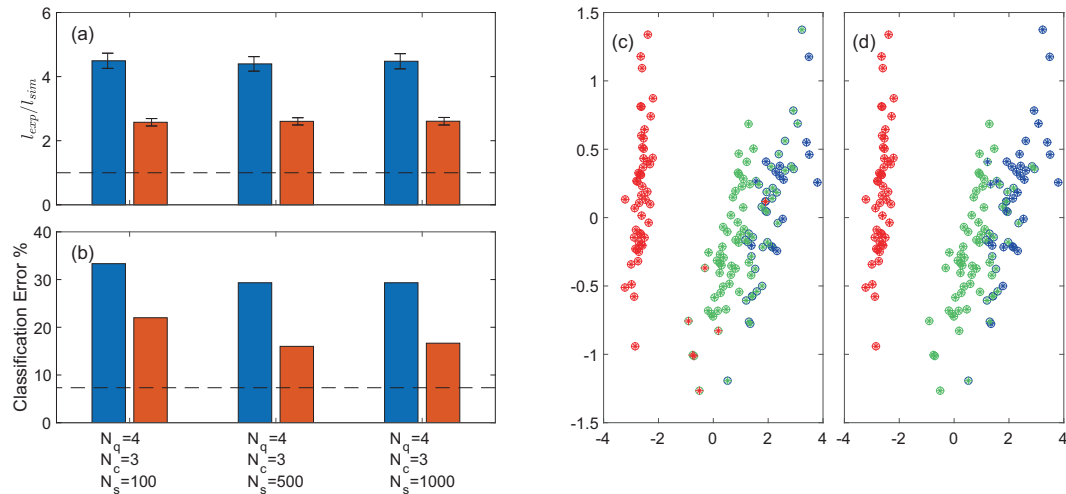 (a)
l_exp/l_sim
6
4
2
0
(b)
Classification Error %
40
30
20
10
0
N_q=4
N_c=3
N_s=100
N_q=4
N_c=3
N_s=500
N_q=4
N_c=3
N_s=1000
(c)
1.5
1
0.5
0
-0.5
-1
-1.5
-4
-2
0
2
4
(d)
-4
-2
0
2
4